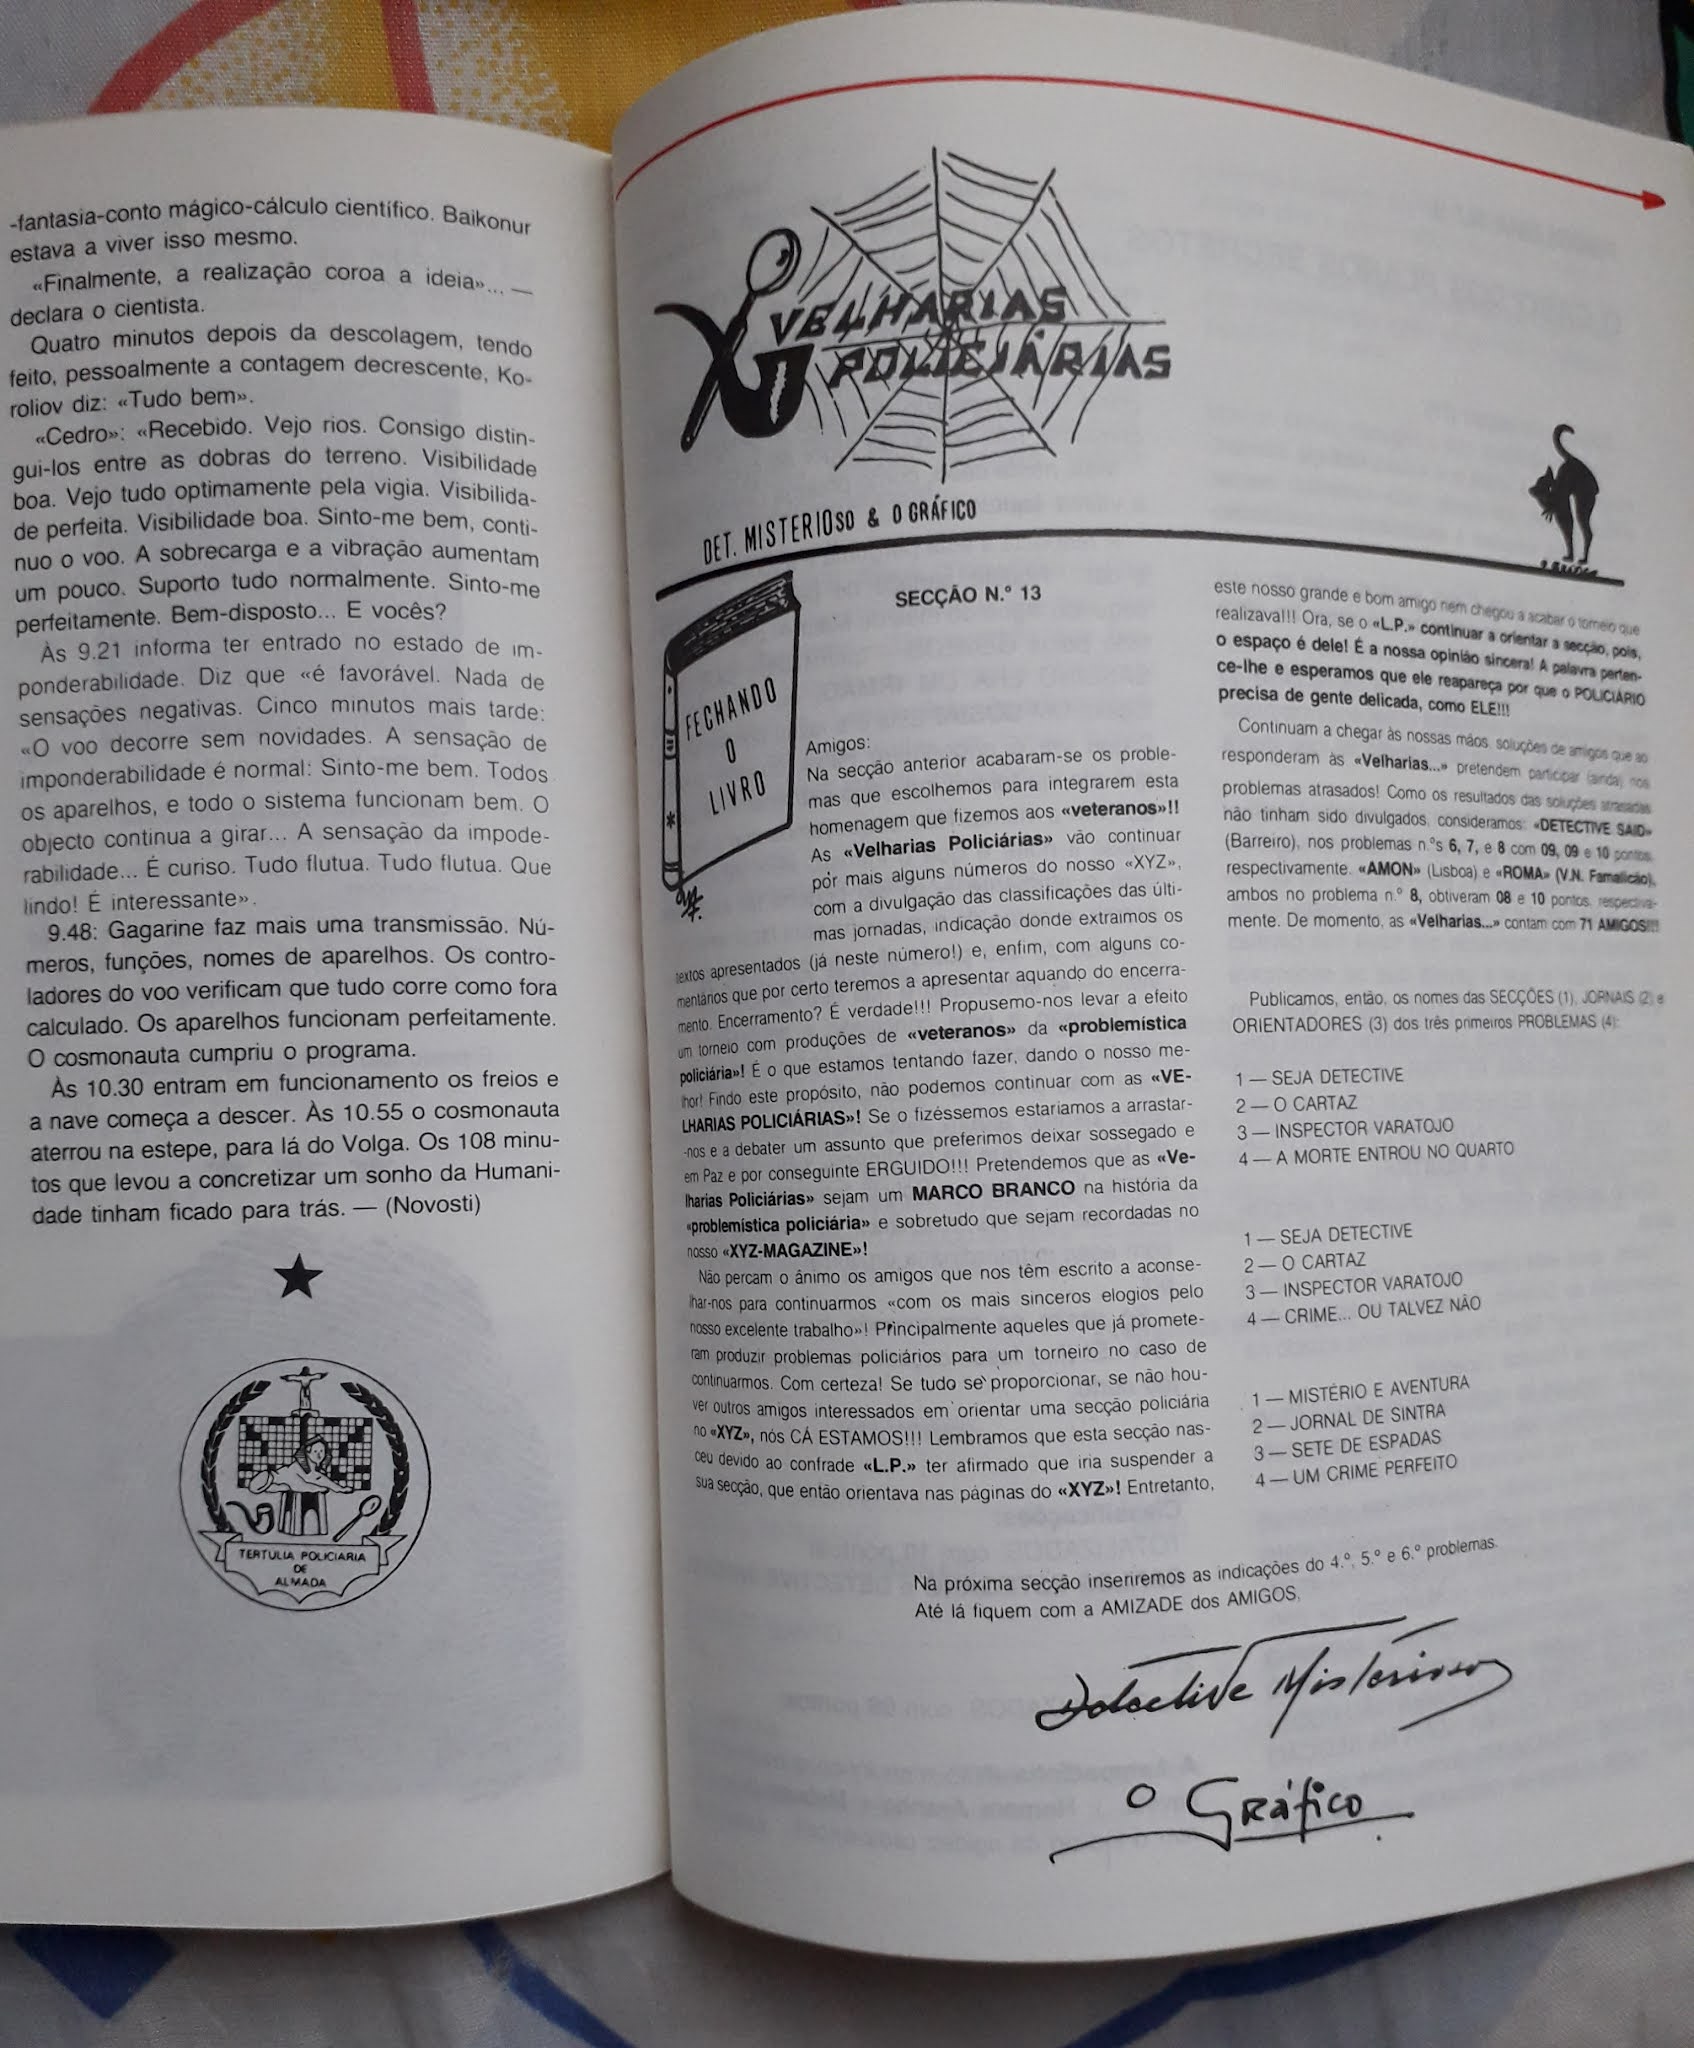 -fantasia-conto mágico-cálculo científico. Baikonur
estava a viver isso mesmo.
«Finalmente, a realização coroa a ideia»... —
declara o cientista.
Quatro minutos depois da descolagem, tendo
feito, pessoalmente a contagem decrescente, Ko-
roliov diz: «Tudo bem».
«Cedro»: «Recebido. Vejo rios. Consigo distin-
gui-los entre as dobras do terreno. Visibilidade
boa. Vejo tudo optimamente pela vigia. Visibilida-
de perfeita. Visibilidade boa. Sinto-me bem, conti-
nuo o voo. A sobrecarga e a vibração aumentam
um pouco. Suporto tudo normalmente. Sinto-me
perfeitamente. Bem-disposto... E vocês?
Às 9.21 informa ter entrado no estado de im-
ponderabilidade. Diz que «é favorável. Nada de
sensações negativas. Cinco minutos mais tarde:
«O voo decorre sem novidades. A sensação de
imponderabilidade é normal: Sinto-me bem. Todos
os aparelhos, e todo o sistema funcionam bem. O
objecto continua a girar... A sensação da impode-
rabilidade... É curiso. Tudo flutua. Tudo flutua. Que
lindo! É interessante».
9.48: Gagarine faz mais uma transmissão. Nú-
meros, funções, nomes de aparelhos. Os contro-
ladores do voo verificam que tudo corre como fora
calculado. Os aparelhos funcionam perfeitamente.
O cosmonauta cumpriu o programa.
Às 10.30 entram em funcionamento os freios e
a nave começa a descer. Às 10.55 o cosmonauta
aterrou na estepe, para lá do Volga. Os 108 minu-
tos que levou a concretizar um sonho da Humani-
dade tinham ficado para trás. — (Novosti)
TERTULIA POLICIARIA
DE
ALMADA
VELHARIAS
POLICIÁRIAS
DET. MISTERIOSO & O GRÁFICO
FECHANDO
O
LIVRO
SECÇÃO N.º 13
Amigos:
Na secção anterior acabaram-se os proble-
mas que escolhemos para integrarem esta
homenagem que fizemos aos «veteranos»!!
As «Velharias Policiárias» vão continuar
por mais alguns números do nosso «XYZ»,
com a divulgação das classificações das últi-
mas jornadas, indicação donde extraimos os
textos apresentados (já neste número!) e, enfim, com alguns co-
mentários que por certo teremos a apresentar aquando do encerra-
mento. Encerramento? É verdade!!! Propusemo-nos levar a efeito
um torneio com produções de «veteranos» da «problemística
policiária»! É o que estamos tentando fazer, dando o nosso me-
lhor! Findo este propósito, não podemos continuar com as «VE-
LHARIAS POLICIÁRIAS»! Se o fizéssemos estariamos a arrastar-
-nos e a debater um assunto que preferimos deixar sossegado e
em Paz e por conseguinte ERGUIDO!!! Pretendemos que as «Ve-
lharias Policiárias» sejam um MARCO BRANCO na história da
«problemística policiária» e sobretudo que sejam recordadas no
nosso «XYZ-MAGAZINE»!
Não percam o ânimo os amigos que nos têm escrito a aconse-
lhar-nos para continuarmos «com os mais sinceros elogios pelo
nosso excelente trabalho»! Principalmente aqueles que já promete-
ram produzir problemas policiários para um torneiro no caso de
continuarmos. Com certeza! Se tudo se proporcionar, se não hou-
ver outros amigos interessados em orientar uma secção policiária
no «XYZ», nós CÁ ESTAMOS!!! Lembramos que esta secção nas-
ceu devido ao confrade «L.P.» ter afirmado que iria suspender a
sua secção, que então orientava nas páginas do «XYZ»! Entretanto,
este nosso grande e bom amigo nem chegou a acabar o torneio que
realizava!!! Ora, se o «L.P.» continuar a orientar a secção, pois,
o espaço é dele! É a nossa opinião sincera! A palavra perten-
ce-lhe e esperamos que ele reapareça por que o POLICIÁRIO
precisa de gente delicada, como ELE!!!
Continuam a chegar às nossas mãos, soluções de amigos que ao
responderam às «Velharias...» pretendem participar (ainda), nos
problemas atrasados! Como os resultados das soluções atrasadas
não tinham sido divulgados, consideramos: «DETECTIVE SAID»
(Barreiro), nos problemas n.ºs 6, 7, e 8 com 09, 09 e 10 pontos,
respectivamente. «AMON» (Lisboa) e «ROMA» (V.N. Famalicão),
ambos no problema n.º 8, obtiveram 08 e 10 pontos, respectiva-
mente. De momento, as «Velharias...» contam com 71 AMIGOS!!!!
Publicamos, então, os nomes das SECÇÕES (1), JORNAIS (2) e
ORIENTADORES (3) dos três primeiros PROBLEMAS (4):
1 — SEJA DETECTIVE
2 — O CARTAZ
3 — INSPECTOR VARATOJO
4 — A MORTE ENTROU NO QUARTO
1 — SEJA DETECTIVE
2 — O CARTAZ
3 — INSPECTOR VARATOJO
4 — CRIME... OU TALVEZ NÃO
1 — MISTÉRIO E AVENTURA
2 — JORNAL DE SINTRA
3 — SETE DE ESPADAS
4 — UM CRIME PERFEITO
Na próxima secção inseriremos as indicações do 4.º, 5.º e 6.º problemas.
Até lá fiquem com a AMIZADE dos AMIGOS,
Detective Misterioso
O Gráfico